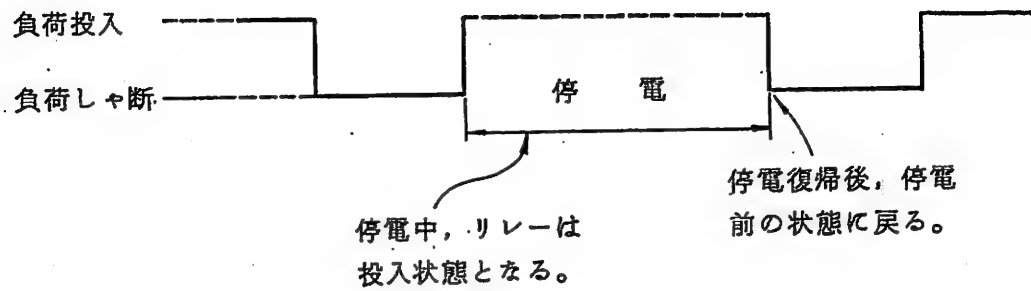 負荷投入
負荷しゃ断
停 電
停電復帰後，停電
前の状態に戻る。
停電中，リレーは
投入状態となる。